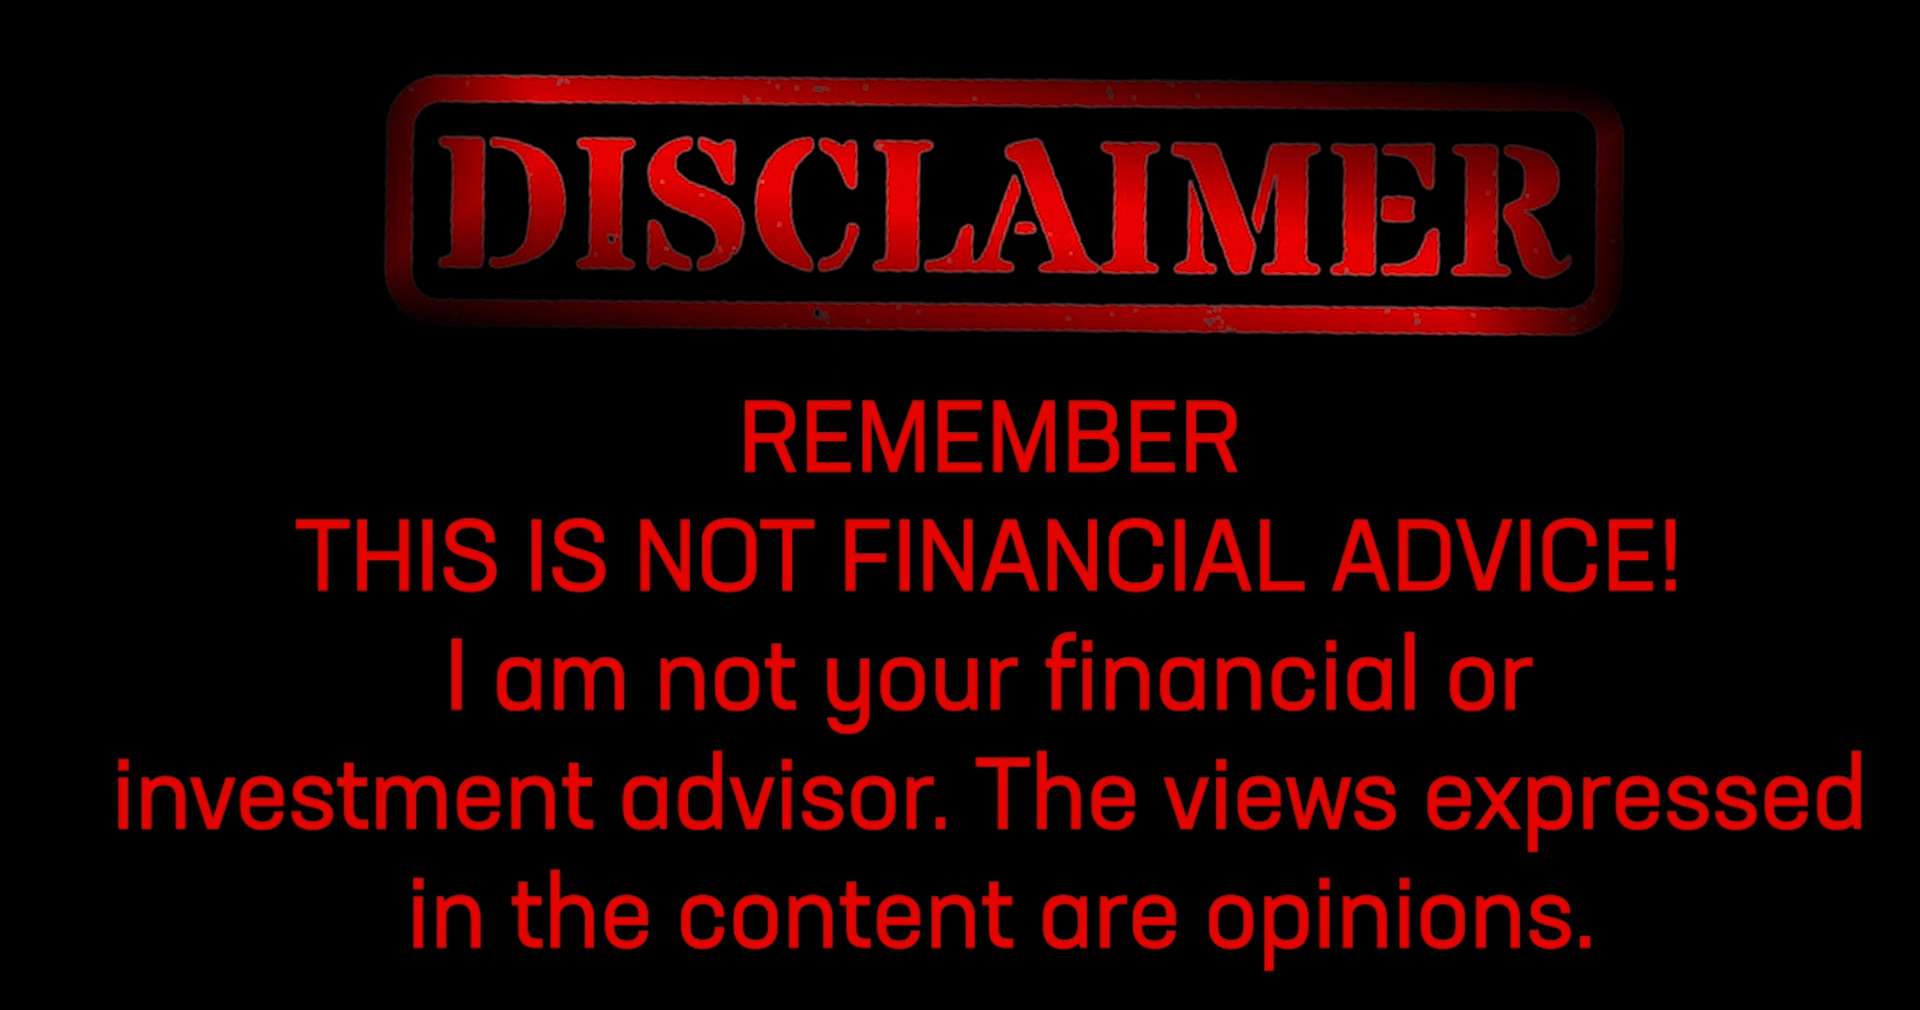 DISCLAIMER
REMEMBER
THIS IS NOT FINANCIAL ADVICE!
I am not your financial or
investment advisor. The views expressed
in the content are opinions.